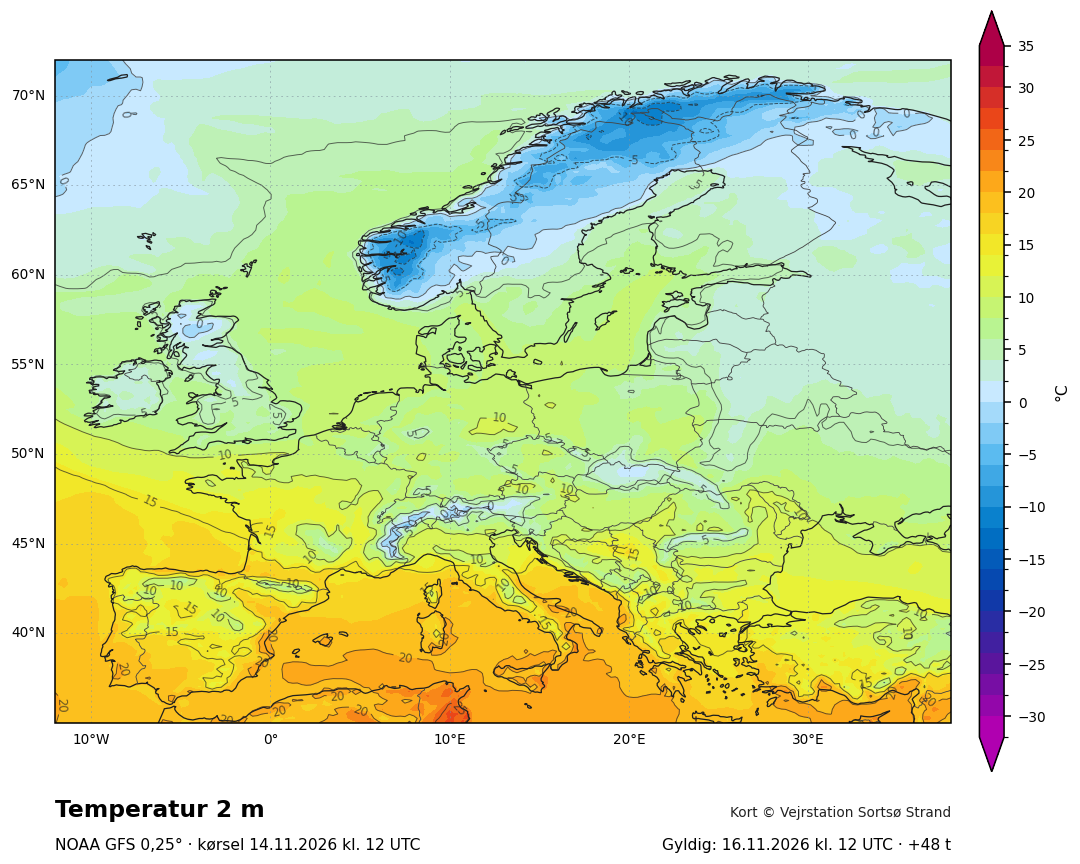 35
30
25
20
15
10
5
0
−5
−10
−15
−20
−25
−30
°C
70°N
65°N
60°N
55°N
50°N
45°N
40°N
10°W 0° 10°E 20°E 30°E
Temperatur 2 m
Kort © Vejrstation Sortsø Strand
NOAA GFS 0,25° · kørsel 14.11.2026 kl. 12 UTC
Gyldig: 16.11.2026 kl. 12 UTC · +48 t